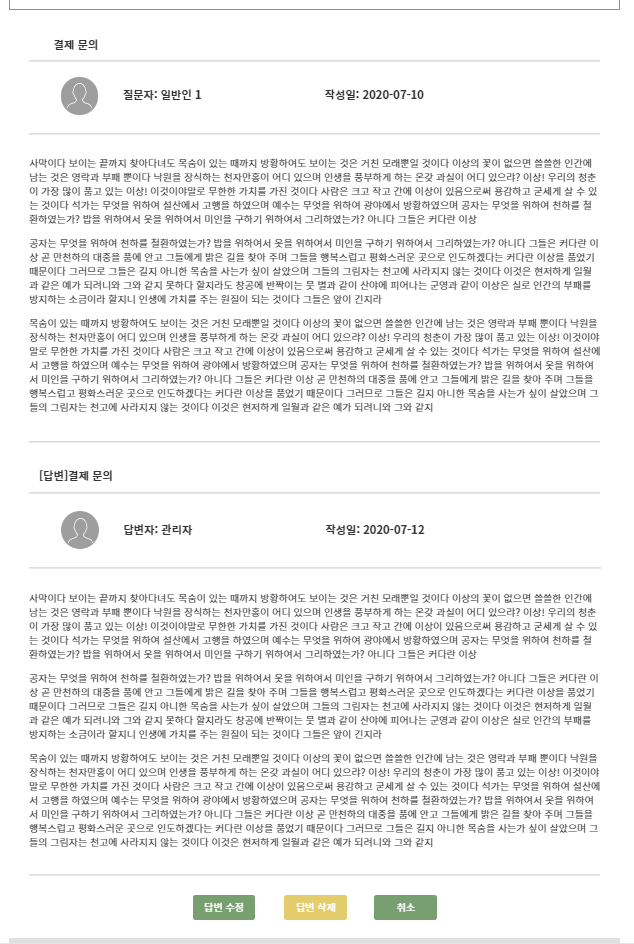 결제 문의
질문자: 일반인 1
작성일: 2020-07-10
사막이다 보이는 끝까지 찾아다녀도 목숨이 있는 때까지 방황하여도 보이는 것은 거친 모래뿐일 것이다 이상의 꽃이 없으면 쓸쓸한 인간에
남는 것은 영락과 부패 뿐이다 낙원을 장식하는 천자만홍이 어디 있으며 인생을 풍부하게 하는 온갖 과실이 어디 있으랴? 이상! 우리의 청춘
이 가장 많이 품고 있는 이상! 이것이야말로 무한한 가치를 가진 것이다 사람은 크고 작고 간에 이상이 있음으로써 용감하고 굳세게 살 수 있
는 것이다 석가는 무엇을 위하여 설산에서 고행을 하였으며 예수는 무엇을 위하여 광야에서 방황하였으며 공자는 무엇을 위하여 천하를 철
환하였는가? 밥을 위하여서 옷을 위하여서 미인을 구하기 위하여서 그리하였는가? 아니다 그들은 커다란 이상
공자는 무엇을 위하여 천하를 철환하였는가? 밥을 위하여서 옷을 위하여서 미인을 구하기 위하여서 그리하였는가? 아니다 그들은 커다란 이
상 곧 만천하의 대중을 품에 안고 그들에게 밝은 길을 찾아 주며 그들을 행복스럽고 평화스러운 곳으로 인도하겠다는 커다란 이상을 품었기
때문이다 그러므로 그들은 길지 아니한 목숨을 사는가 싶이 살았으며 그들의 그림자는 천고에 사라지지 않는 것이다 이것은 현저하게 일월
과 같은 예가 되려니와 그와 같지 못하다 할지라도 창공에 반짝이는 뭇 별과 같이 산야에 피어나는 군영과 같이 이상은 실로 인간의 부패를
방지하는 소금이라 할지니 인생에 가치를 주는 원질이 되는 것이다 그들은 앞이 긴지라
목숨이 있는 때까지 방황하여도 보이는 것은 거친 모래뿐일 것이다 이상의 꽃이 없으면 쓸쓸한 인간에 남는 것은 영락과 부패 뿐이다 낙원을
장식하는 천자만홍이 어디 있으며 인생을 풍부하게 하는 온갖 과실이 어디 있으랴? 이상! 우리의 청춘이 가장 많이 품고 있는 이상! 이것이야
말로 무한한 가치를 가진 것이다 사람은 크고 작고 간에 이상이 있음으로써 용감하고 굳세게 살 수 있는 것이다 석가는 무엇을 위하여 설산에
서 고행을 하였으며 예수는 무엇을 위하여 광야에서 방황하였으며 공자는 무엇을 위하여 천하를 철환하였는가? 밥을 위하여서 옷을 위하여
서 미인을 구하기 위하여서 그리하였는가? 아니다 그들은 커다란 이상 곧 만천하의 대중을 품에 안고 그들에게 밝은 길을 찾아 주며 그들을
행복스럽고 평화스러운 곳으로 인도하겠다는 커다란 이상을 품었기 때문이다 그러므로 그들은 길지 아니한 목숨을 사는가 싶이 살았으며 그
들의 그림자는 천고에 사라지지 않는 것이다 이것은 현저하게 일월과 같은 예가 되려니와 그와 같지
[답변]결제 문의
답변자: 관리자
작성일: 2020-07-12
사막이다 보이는 끝까지 찾아다녀도 목숨이 있는 때까지 방황하여도 보이는 것은 거친 모래뿐일 것이다 이상의 꽃이 없으면 쓸쓸한 인간에
남는 것은 영락과 부패 뿐이다 낙원을 장식하는 천자만홍이 어디 있으며 인생을 풍부하게 하는 온갖 과실이 어디 있으랴? 이상! 우리의 청춘
이 가장 많이 품고 있는 이상! 이것이야말로 무한한 가치를 가진 것이다 사람은 크고 작고 간에 이상이 있음으로써 용감하고 굳세게 살 수 있
는 것이다 석가는 무엇을 위하여 설산에서 고행을 하였으며 예수는 무엇을 위하여 광야에서 방황하였으며 공자는 무엇을 위하여 천하를 철
환하였는가? 밥을 위하여서 옷을 위하여서 미인을 구하기 위하여서 그리하였는가? 아니다 그들은 커다란 이상
공자는 무엇을 위하여 천하를 철환하였는가? 밥을 위하여서 옷을 위하여서 미인을 구하기 위하여서 그리하였는가? 아니다 그들은 커다란 이
상 곧 만천하의 대중을 품에 안고 그들에게 밝은 길을 찾아 주며 그들을 행복스럽고 평화스러운 곳으로 인도하겠다는 커다란 이상을 품었기
때문이다 그러므로 그들은 길지 아니한 목숨을 사는가 싶이 살았으며 그들의 그림자는 천고에 사라지지 않는 것이다 이것은 현저하게 일월
과 같은 예가 되려니와 그와 같지 못하다 할지라도 창공에 반짝이는 뭇 별과 같이 산야에 피어나는 군영과 같이 이상은 실로 인간의 부패를
방지하는 소금이라 할지니 인생에 가치를 주는 원질이 되는 것이다 그들은 앞이 긴지라
목숨이 있는 때까지 방황하여도 보이는 것은 거친 모래뿐일 것이다 이상의 꽃이 없으면 쓸쓸한 인간에 남는 것은 영락과 부패 뿐이다 낙원을
장식하는 천자만홍이 어디 있으며 인생을 풍부하게 하는 온갖 과실이 어디 있으랴? 이상! 우리의 청춘이 가장 많이 품고 있는 이상! 이것이야
말로 무한한 가치를 가진 것이다 사람은 크고 작고 간에 이상이 있음으로써 용감하고 굳세게 살 수 있는 것이다 석가는 무엇을 위하여 설산에
서 고행을 하였으며 예수는 무엇을 위하여 광야에서 방황하였으며 공자는 무엇을 위하여 천하를 철환하였는가? 밥을 위하여서 옷을 위하여
서 미인을 구하기 위하여서 그리하였는가? 아니다 그들은 커다란 이상 곧 만천하의 대중을 품에 안고 그들에게 밝은 길을 찾아 주며 그들을
행복스럽고 평화스러운 곳으로 인도하겠다는 커다란 이상을 품었기 때문이다 그러므로 그들은 길지 아니한 목숨을 사는가 싶이 살았으며 그
들의 그림자는 천고에 사라지지 않는 것이다 이것은 현저하게 일월과 같은 예가 되려니와 그와 같지
답변 수정
답변 삭제
취소